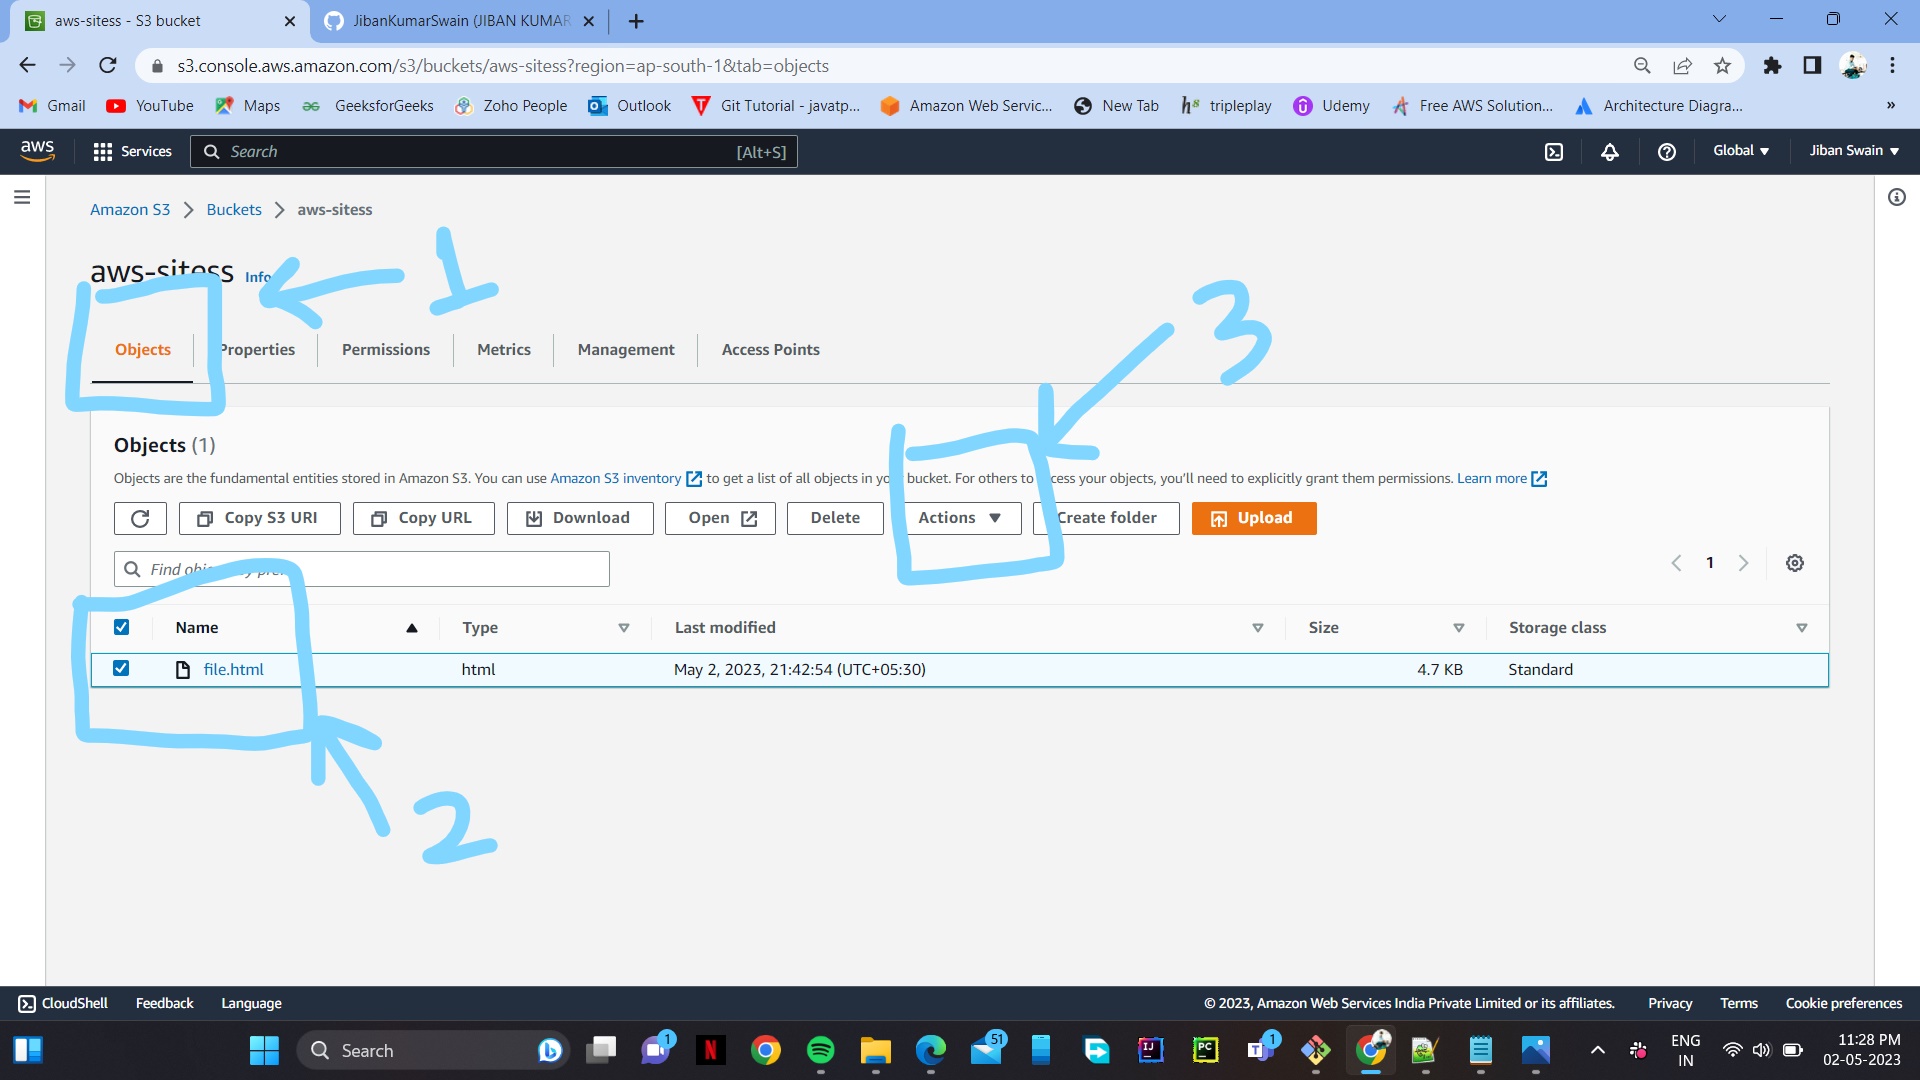 aws-sitess - S3 bucket
JibanKumarSwain (JIBAN KUMAR
s3.console.aws.amazon.com/s3/buckets/aws-sitess?region=ap-south-1&tab=objects
Gmail YouTube Maps GeeksforGeeks Zoho People Outlook Git Tutorial - javatp... Amazon Web Servic... New Tab tripleplay Udemy Free AWS Solution... Architecture Diagra... »
aws Services Search [Alt+S] Global Jiban Swain
Amazon S3 Buckets aws-sitess
aws-sitess Info
1
3
Objects Properties Permissions Metrics Management Access Points
Objects (1)
Objects are the fundamental entities stored in Amazon S3. You can use Amazon S3 inventory to get a list of all objects in your bucket. For others to access your objects, you'll need to explicitly grant them permissions. Learn more
Copy S3 URI Copy URL Download Open Delete Actions Create folder Upload
Find objects by prefix
1
Name Type Last modified Size Storage class
file.html html May 2, 2023, 21:42:54 (UTC+05:30) 4.7 KB Standard
2
CloudShell Feedback Language © 2023, Amazon Web Services India Private Limited or its affiliates. Privacy Terms Cookie preferences
Search 1 51 1 ENG 11:28 PM
IN 02-05-2023